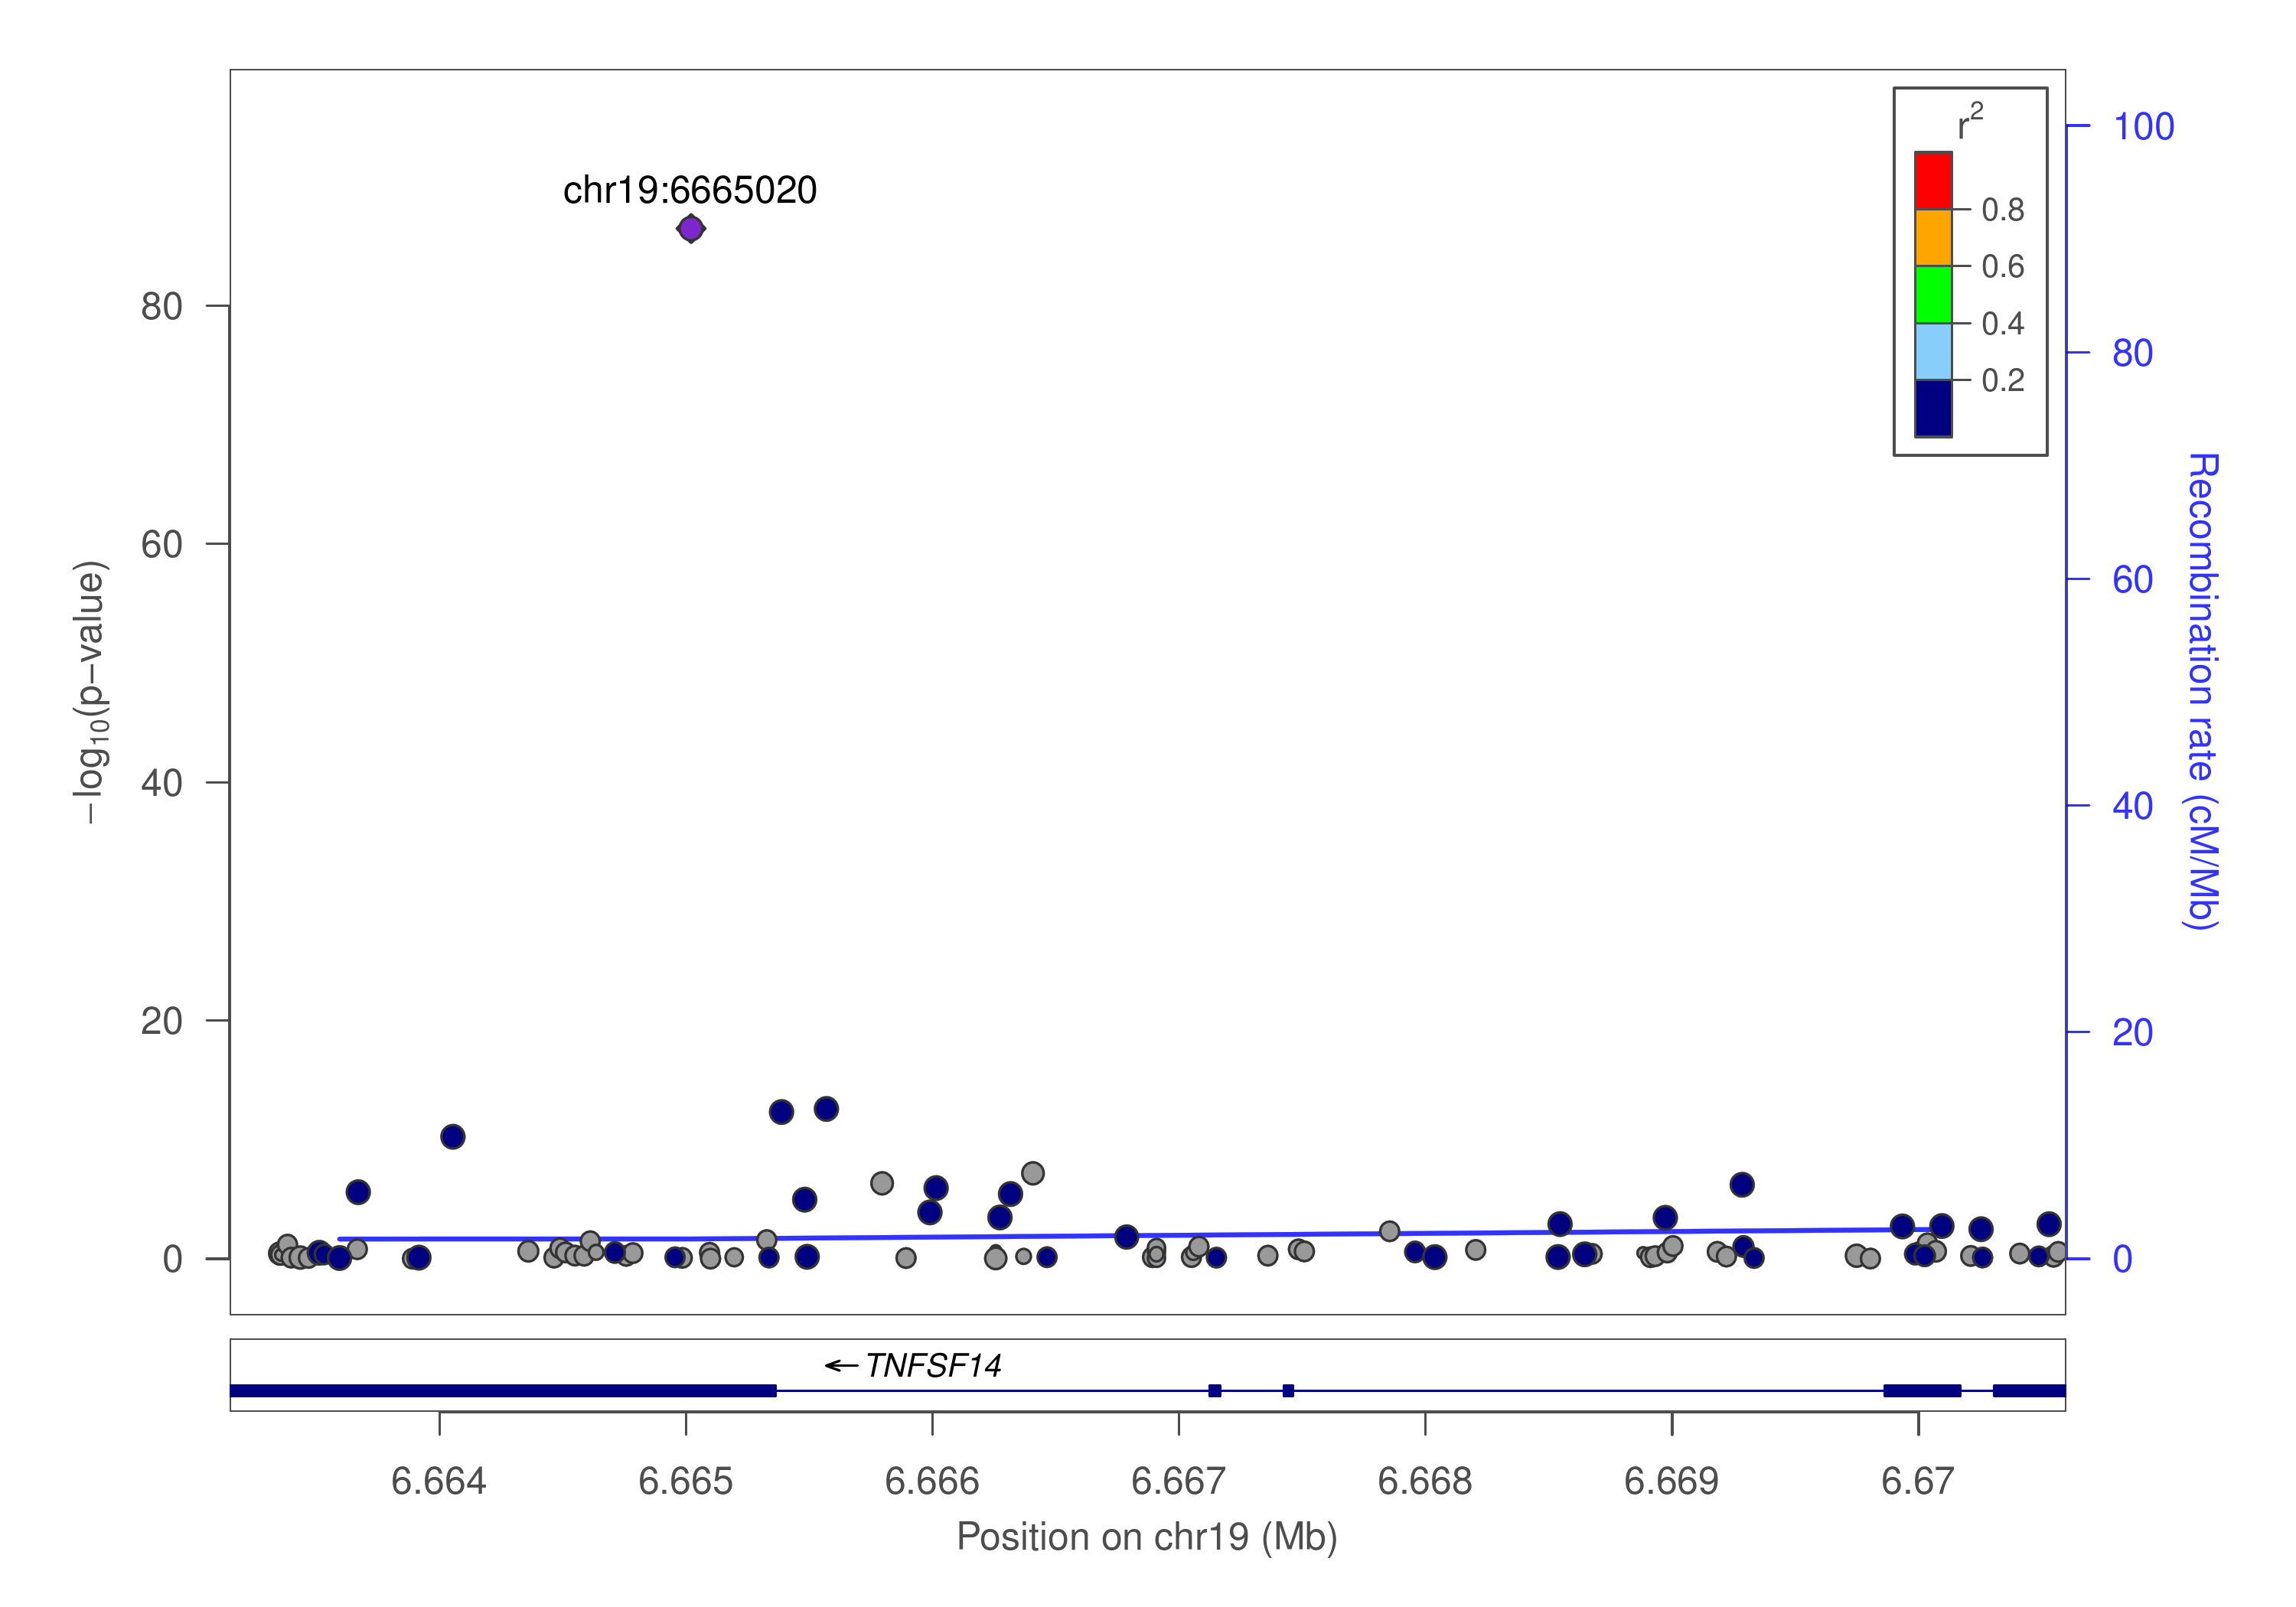 chr19:6665020
r2
0.8
0.6
0.4
0.2
100
80
60
40
20
0
Recombination rate (cM/Mb)
80
60
40
20
0
−log10(p−value)
TNFSF14
6.664 6.665 6.666 6.667 6.668 6.669 6.67
Position on chr19 (Mb)